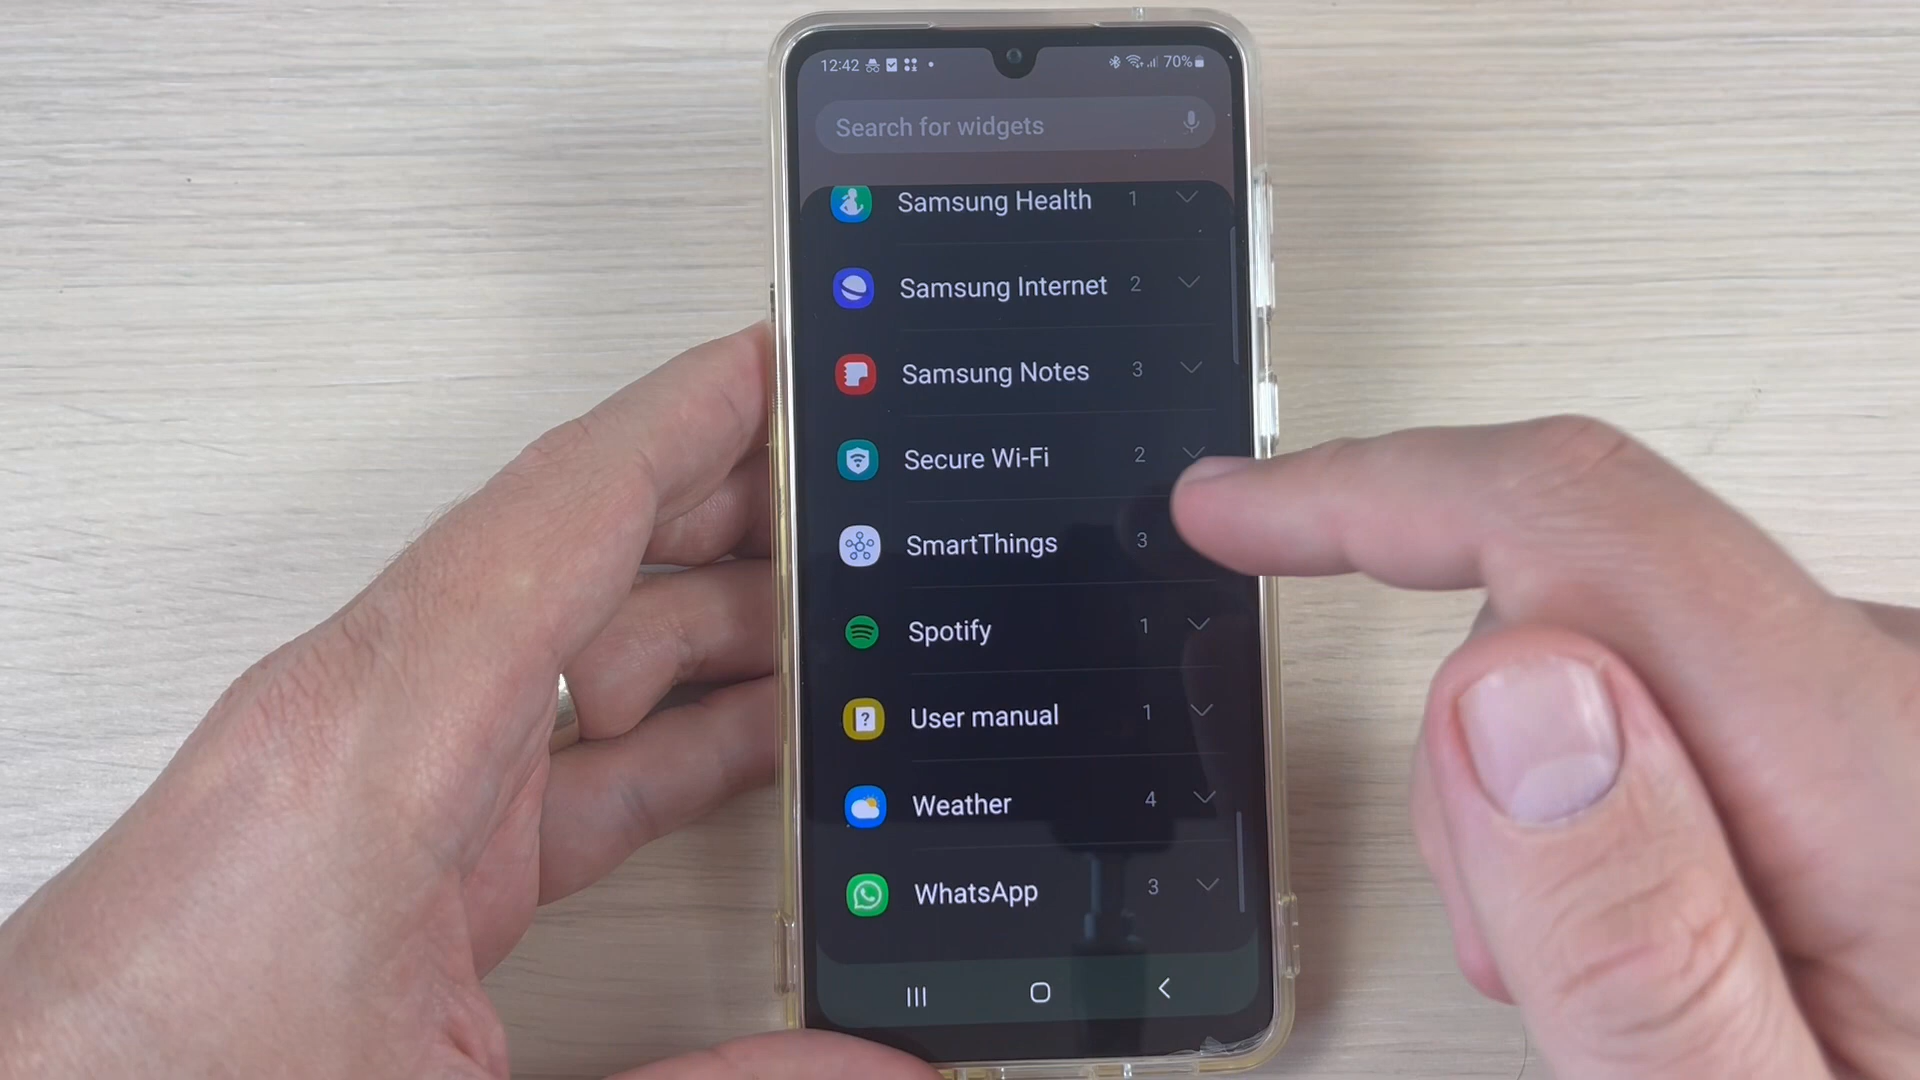 12:42 70%
Search for widgets
Samsung Health 1
Samsung Internet 2
Samsung Notes 3
Secure Wi-Fi 2
SmartThings 3
Spotify 1
User manual 1
Weather 4
WhatsApp 3